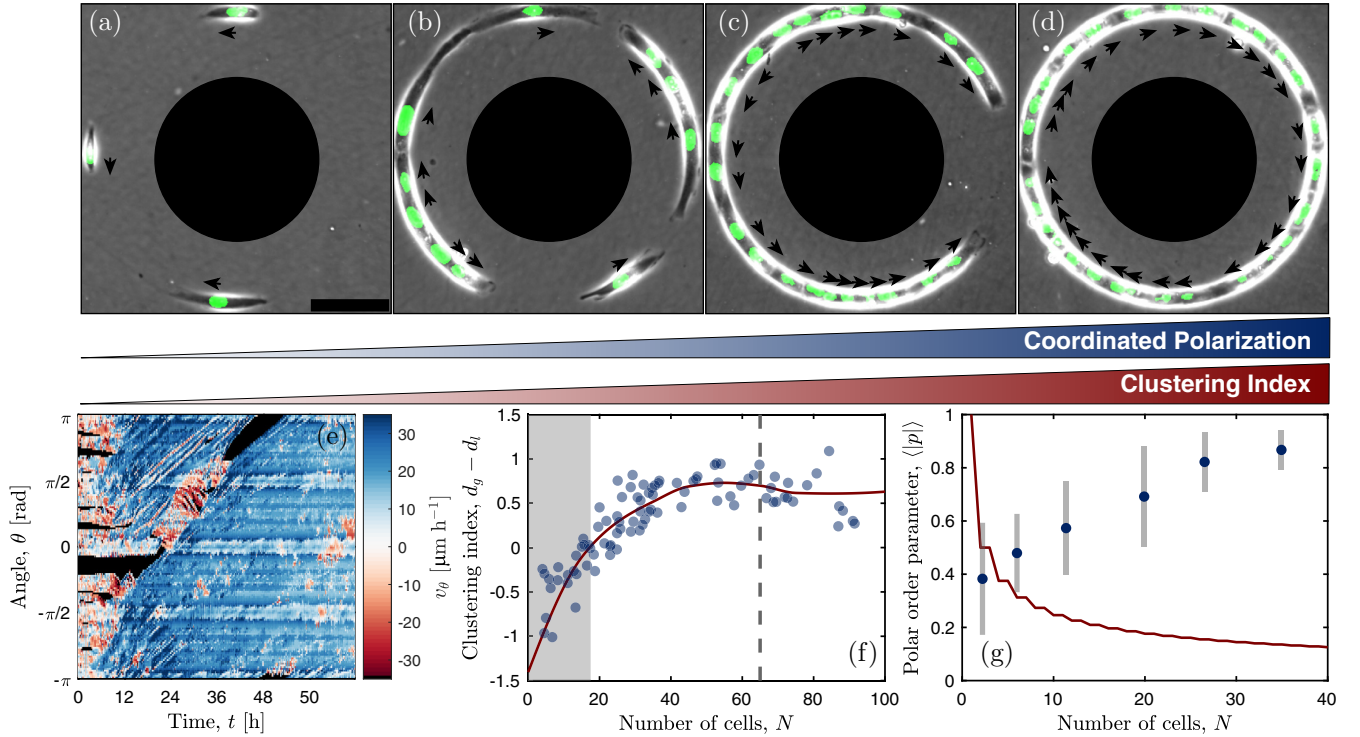 (a)
(b)
(c)
(d)
Coordinated Polarization
Clustering Index
(e)
π
π/2
0
-π/2
-π
Angle, θ [rad]
0 12 24 36 48 50
Time, t [h]
30
20
10
0
-10
-20
-30
v_θ [µm h⁻¹]
(f)
1.5
1
0.5
0
-0.5
-1
-1.5
Clustering index, d_g − d_l
0 20 40 60 80 100
Number of cells, N
(g)
1
0.8
0.6
0.4
0.2
0
Polar order parameter, ⟨|p|⟩
0 10 20 30 40
Number of cells, N